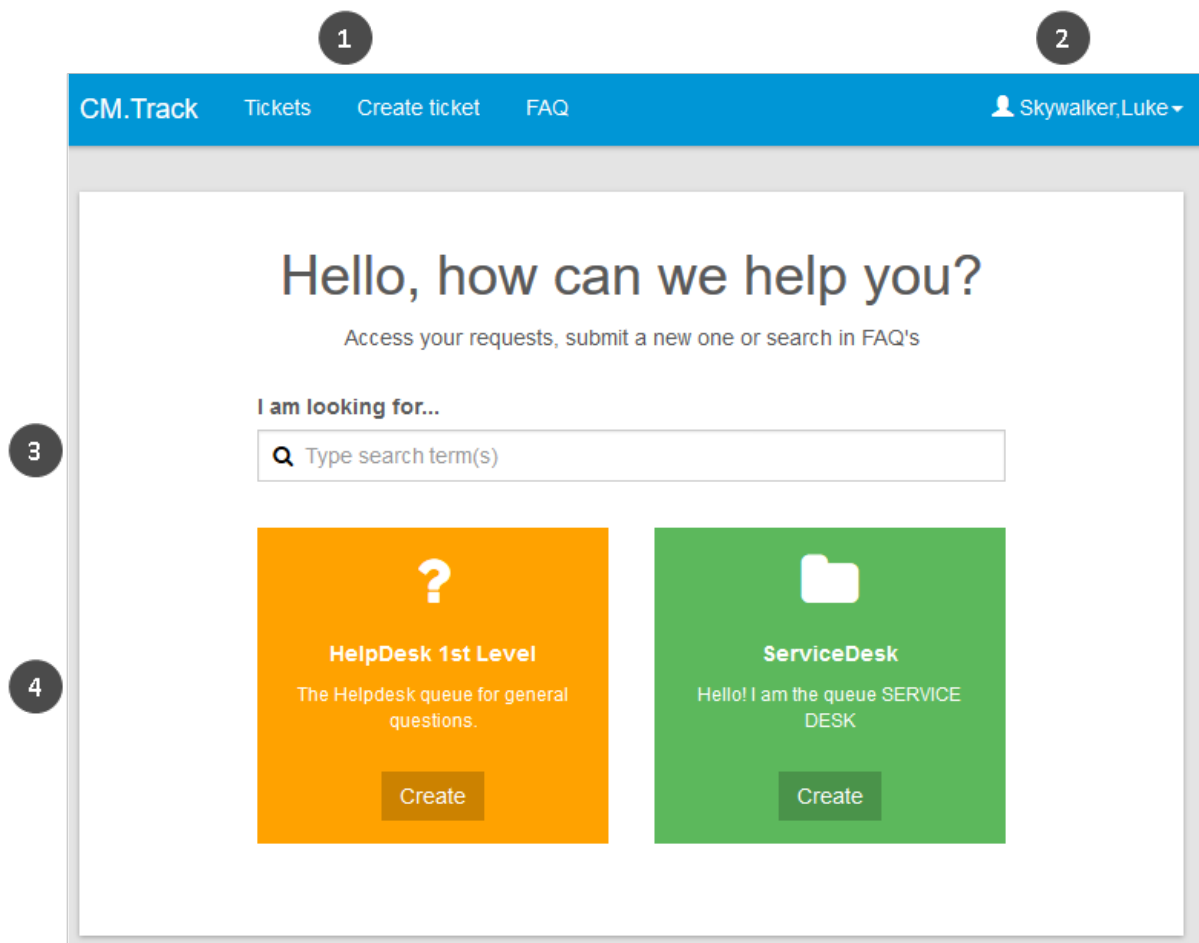 1
2
CM.Track Tickets Create ticket FAQ Skywalker,Luke
Hello, how can we help you?
Access your requests, submit a new one or search in FAQ's
I am looking for...
3
Type search term(s)
?
HelpDesk 1st Level
ServiceDesk
4
The Helpdesk queue for general
questions.
Hello! I am the queue SERVICE
DESK
Create
Create